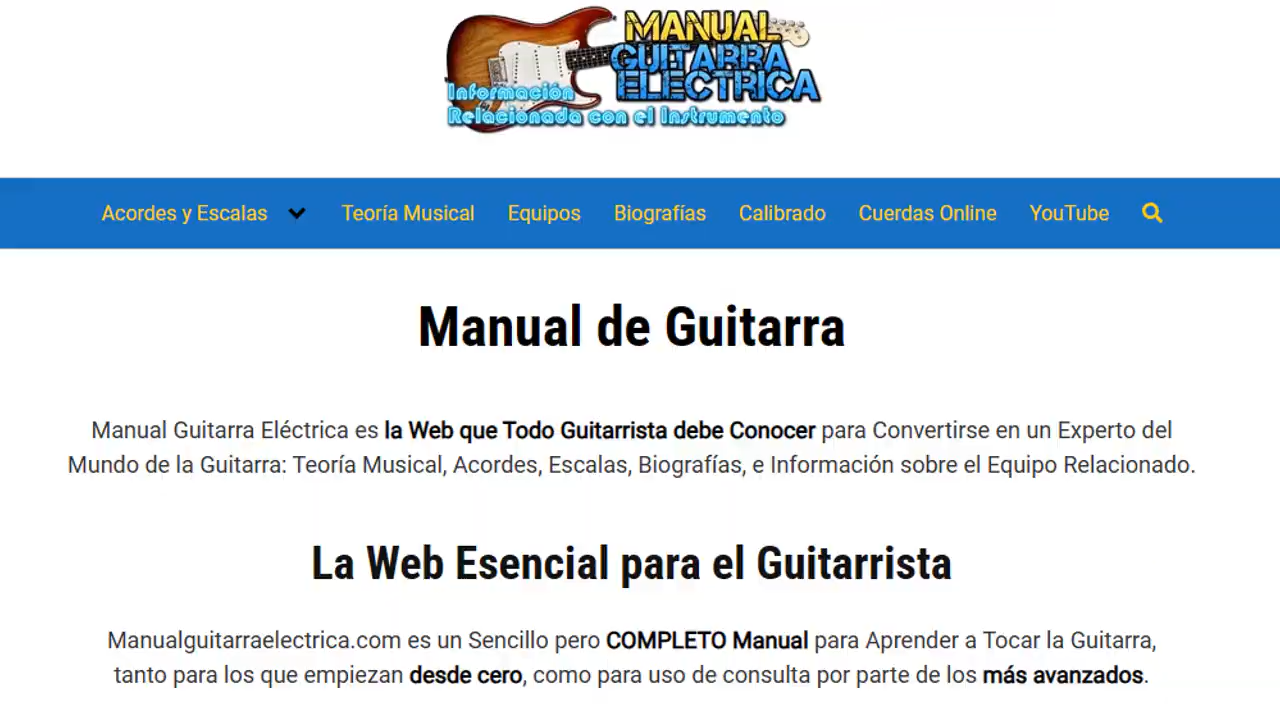 MANUAL
GUITARRA
ELECTRICA
Información
Relacionada con el Instrumento
Acordes y Escalas Teoría Musical Equipos Biografías Calibrado Cuerdas Online YouTube
Manual de Guitarra
Manual Guitarra Eléctrica es la Web que Todo Guitarrista debe Conocer para Convertirse en un Experto del
Mundo de la Guitarra: Teoría Musical, Acordes, Escalas, Biografías, e Información sobre el Equipo Relacionado.
La Web Esencial para el Guitarrista
Manualguitarraelectrica.com es un Sencillo pero COMPLETO Manual para Aprender a Tocar la Guitarra,
tanto para los que empiezan desde cero, como para uso de consulta por parte de los más avanzados.